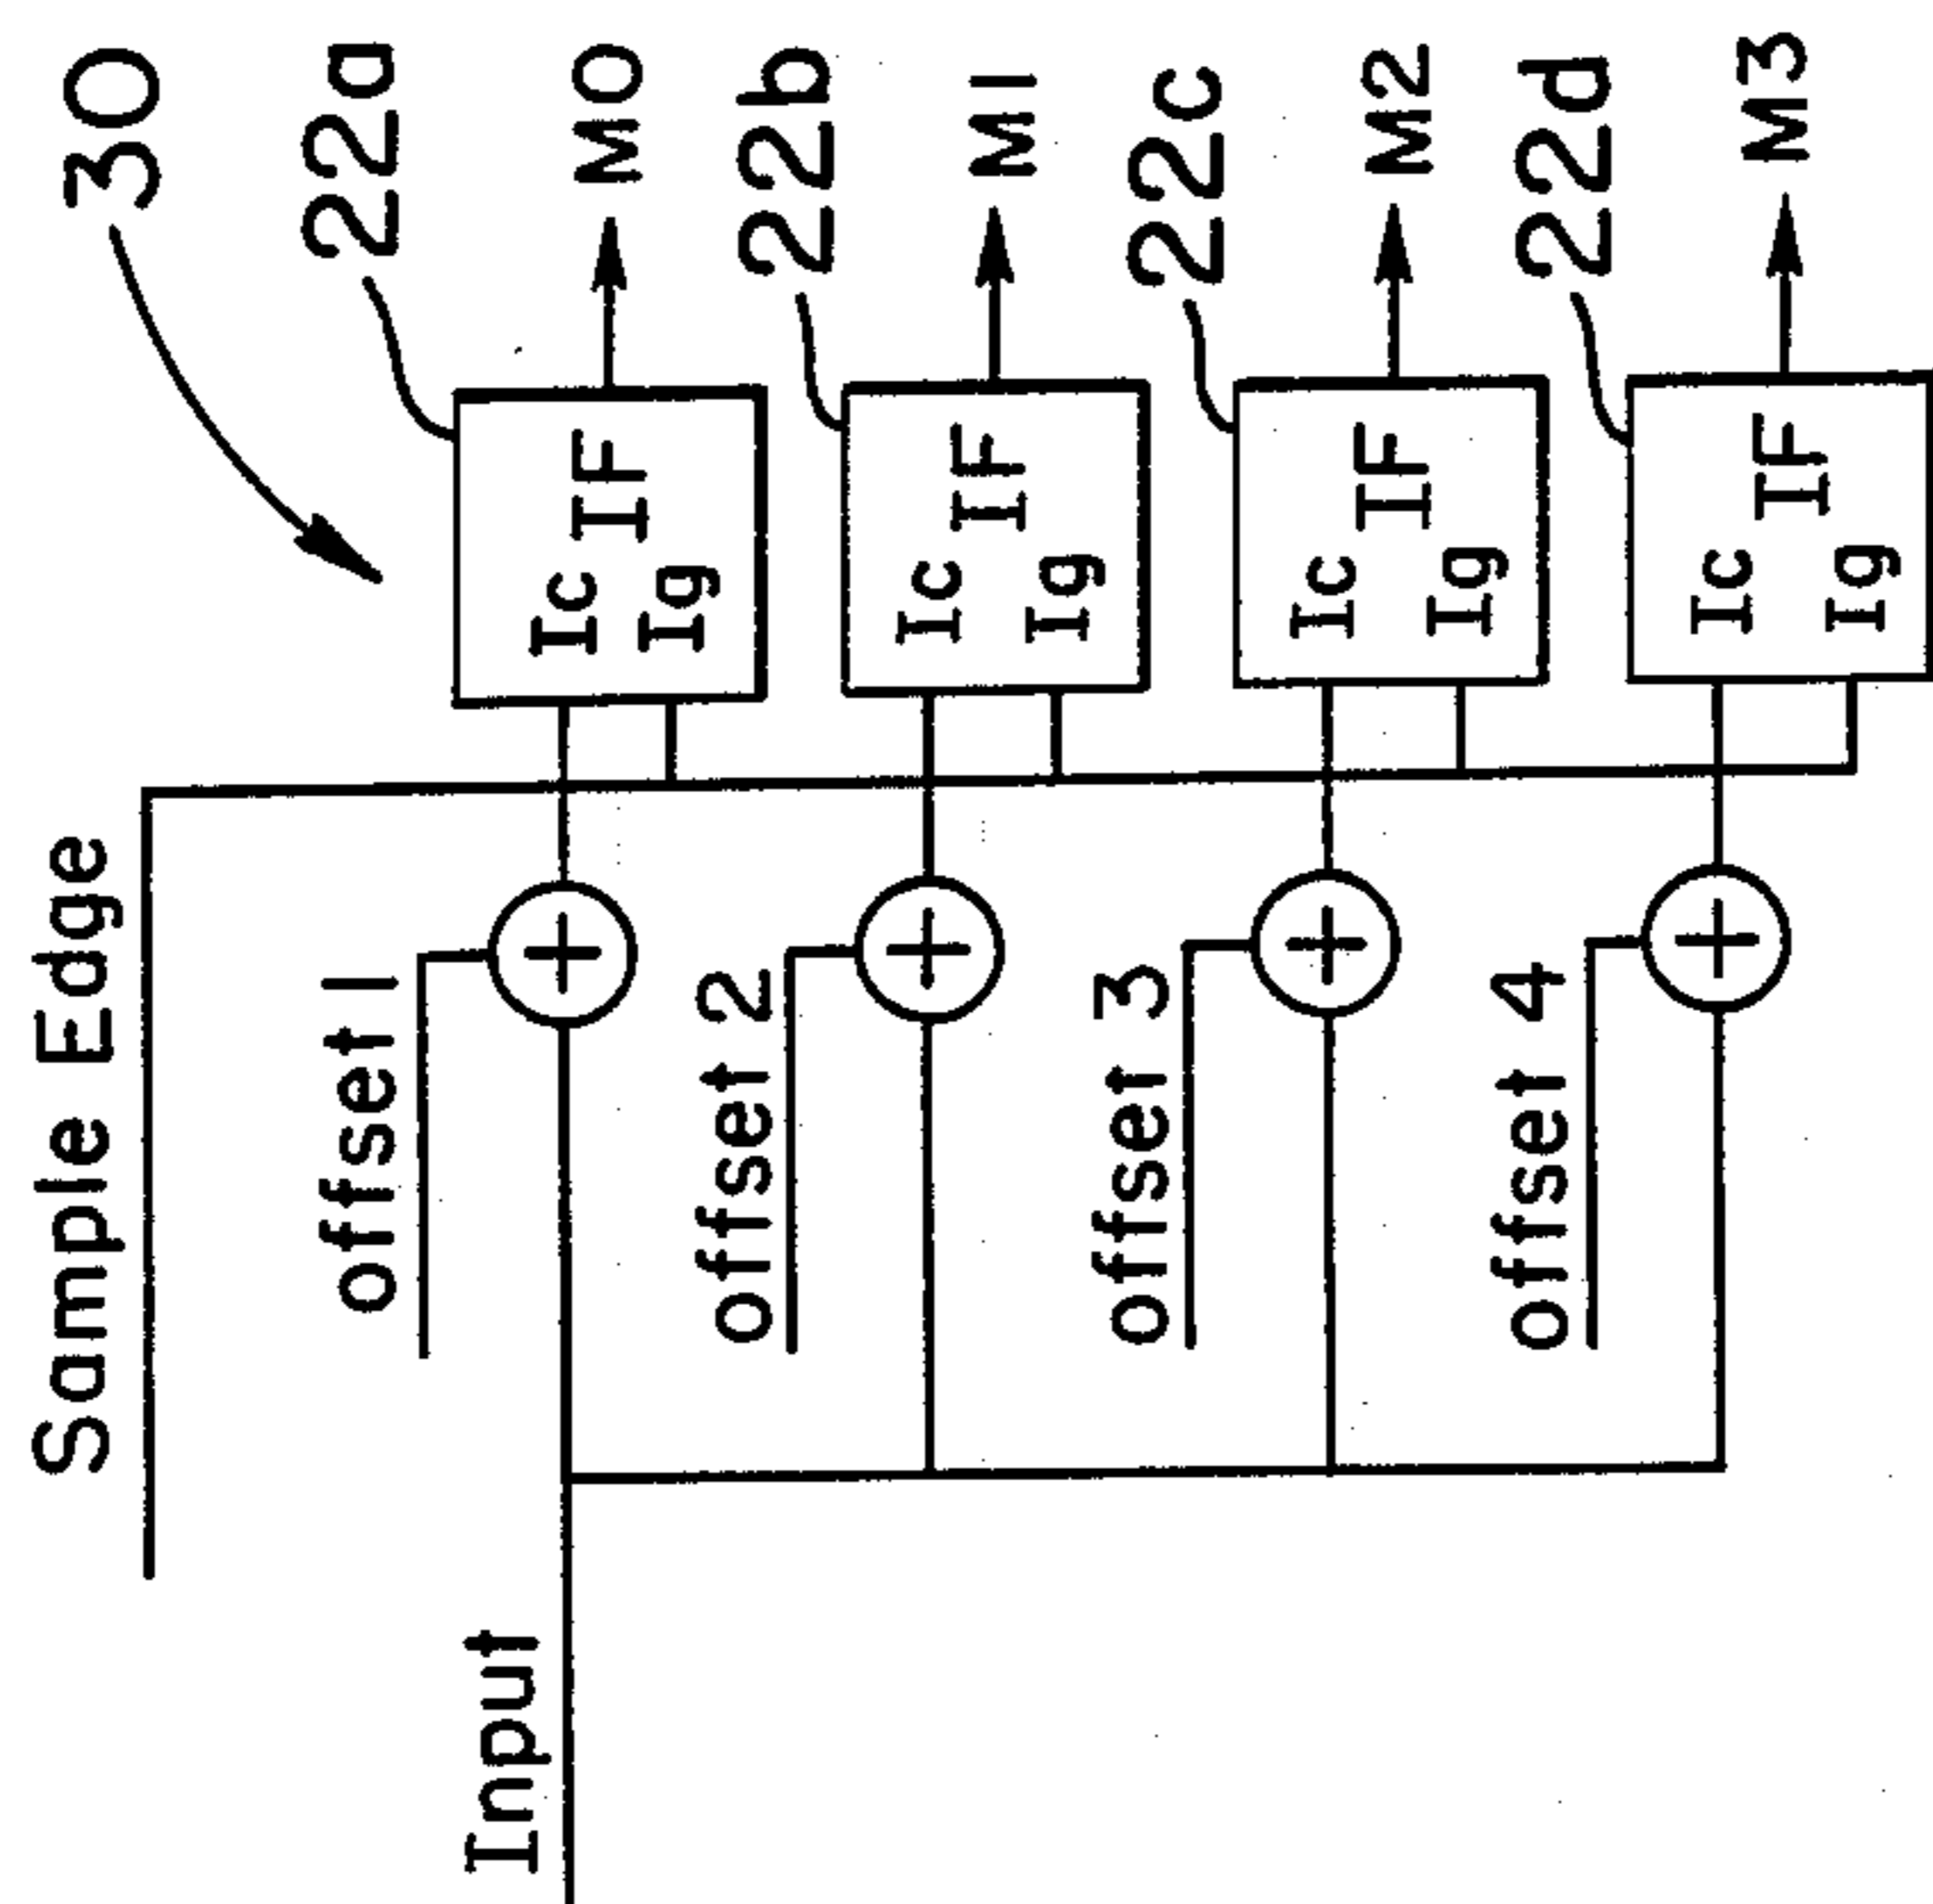 30
Sample Edge
22a
offset 1
Ic
IF
Ig
M0
Input
22b
offset 2
Ic
IF
Ig
M1
22c
offset 3
Ic
IF
Ig
M2
22d
offset 4
Ic
IF
Ig
M3